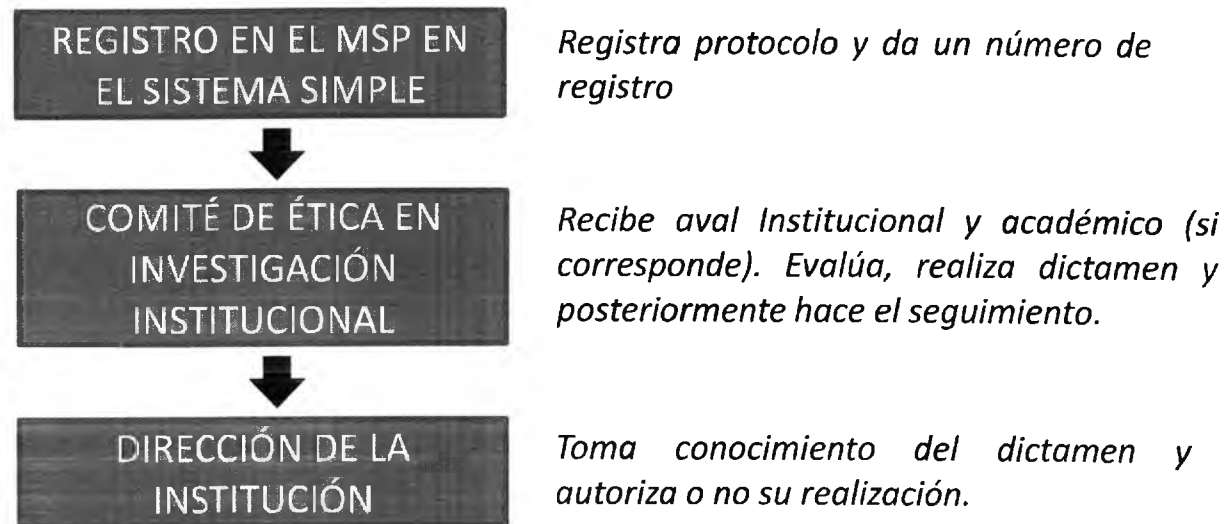 REGISTRO EN EL MSP EN
EL SISTEMA SIMPLE
Registra protocolo y da un número de
registro
COMITÉ DE ÉTICA EN
INVESTIGACIÓN
INSTITUCIONAL
Recibe aval Institucional y académico (si
corresponde). Evalúa, realiza dictamen y
posteriormente hace el seguimiento.
DIRECCIÓN DE LA
INSTITUCIÓN
Toma conocimiento del dictamen y
autoriza o no su realización.